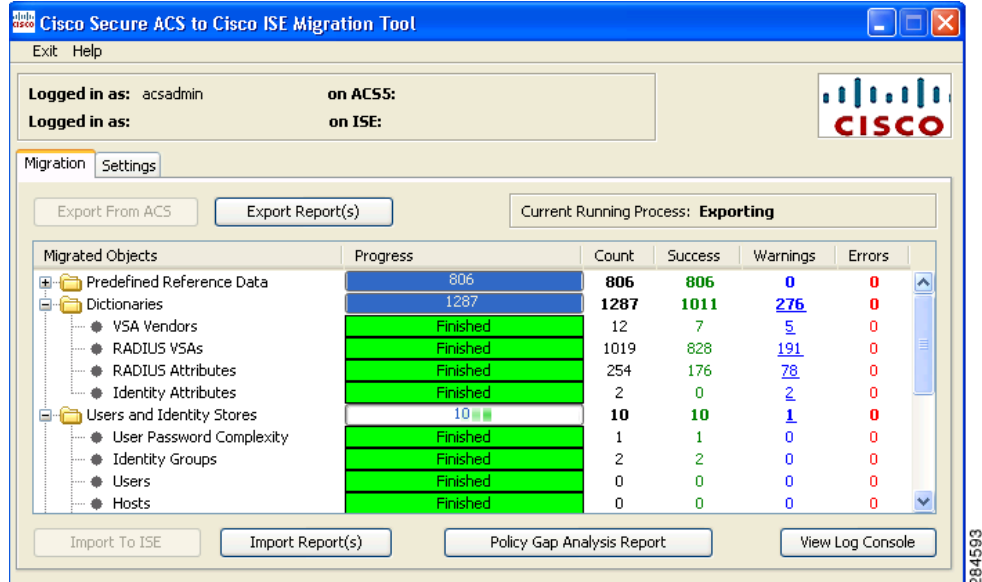 Cisco Secure ACS to Cisco ISE Migration Tool
Exit Help
Logged in as: acsadmin on ACS5:
Logged in as: on ISE:
CISCO
Migration Settings
Export From ACS Export Report(s) Current Running Process: Exporting
Migrated Objects Progress Count Success Warnings Errors
Predefined Reference Data 806 806 806 0 0
Dictionaries 1287 1287 1011 276 0
VSA Vendors Finished 12 7 5 0
RADIUS VSAs Finished 1019 828 191 0
RADIUS Attributes Finished 254 176 78 0
Identity Attributes Finished 2 0 2 0
Users and Identity Stores 10 10 10 1 0
User Password Complexity Finished 1 1 0 0
Identity Groups Finished 2 2 0 0
Users Finished 0 0 0 0
Hosts Finished 0 0 0 0
Import To ISE Import Report(s) Policy Gap Analysis Report View Log Console
284593